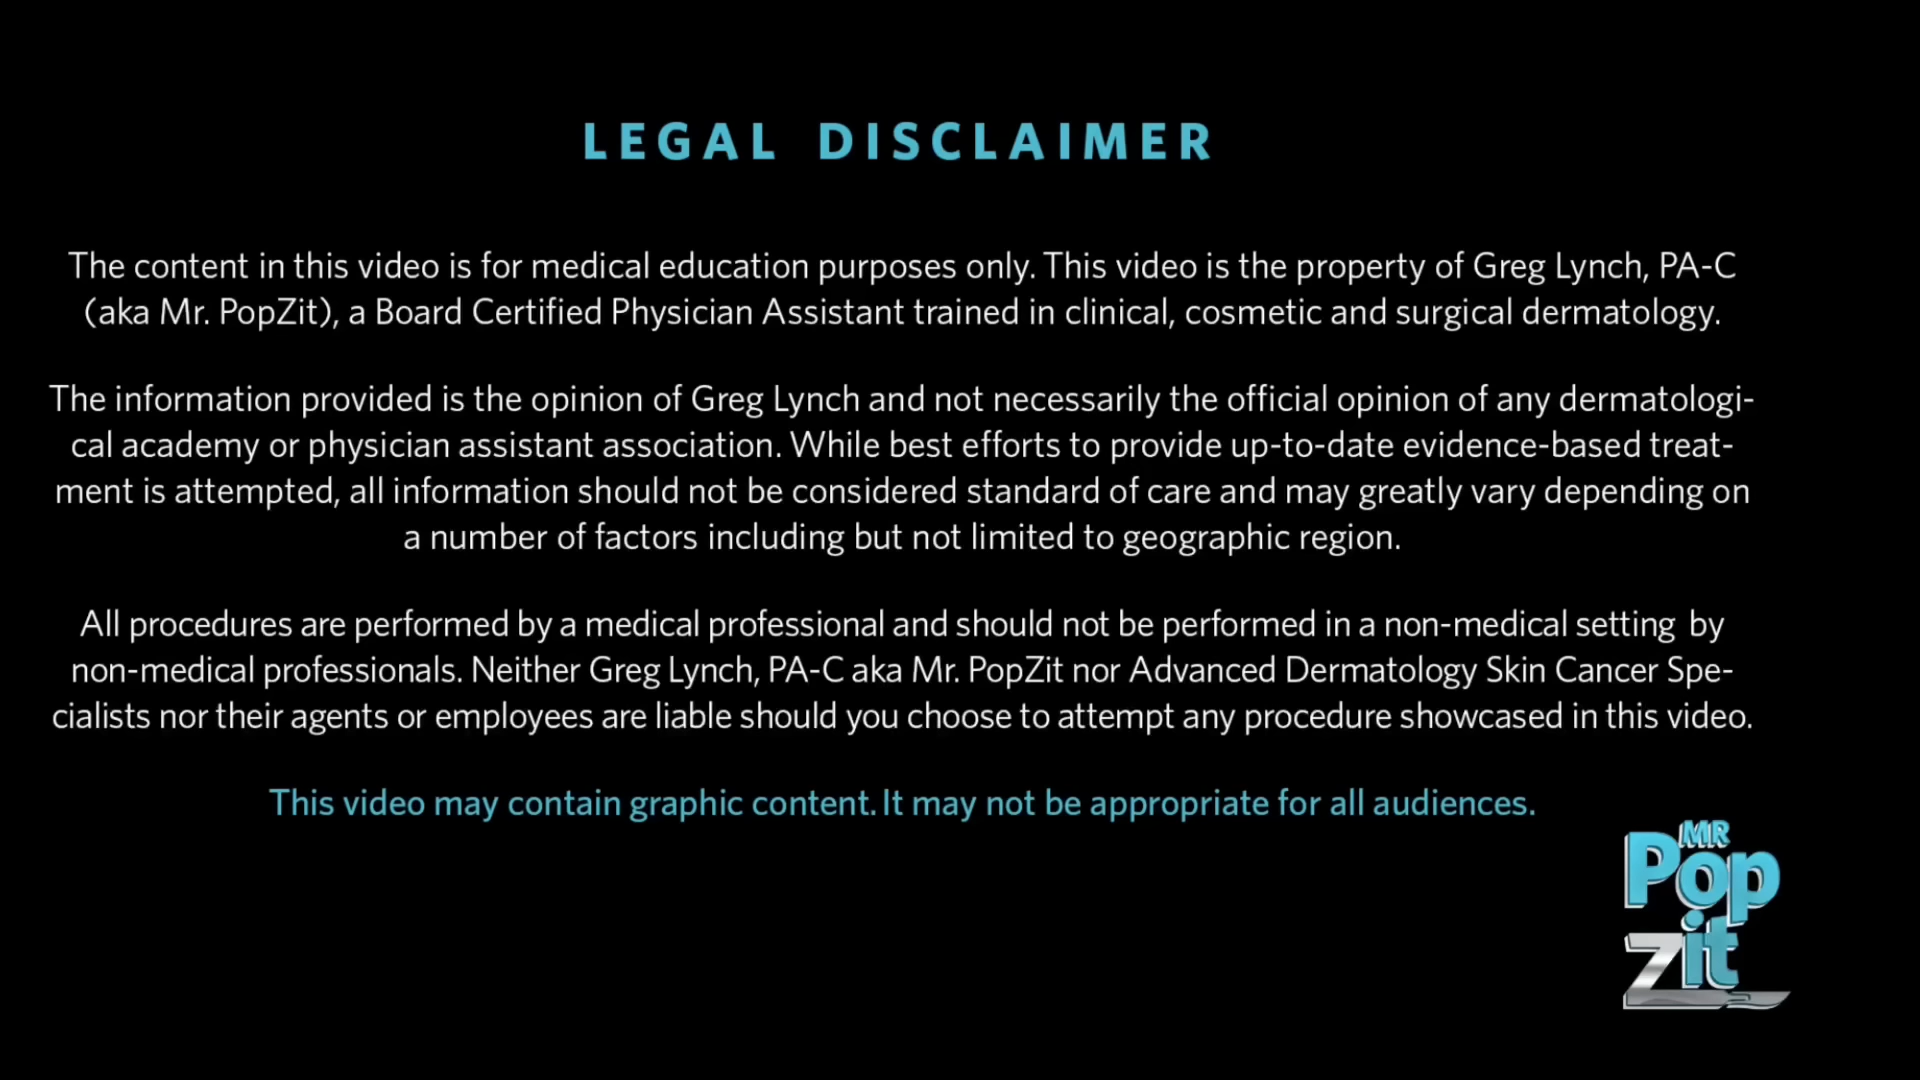 LEGAL DISCLAIMER
The content in this video is for medical education purposes only. This video is the property of Greg Lynch, PA-C
(aka Mr. PopZit), a Board Certified Physician Assistant trained in clinical, cosmetic and surgical dermatology.
The information provided is the opinion of Greg Lynch and not necessarily the official opinion of any dermatologi-
cal academy or physician assistant association. While best efforts to provide up-to-date evidence-based treat-
ment is attempted, all information should not be considered standard of care and may greatly vary depending on
a number of factors including but not limited to geographic region.
All procedures are performed by a medical professional and should not be performed in a non-medical setting by
non-medical professionals. Neither Greg Lynch, PA-C aka Mr. PopZit nor Advanced Dermatology Skin Cancer Spe-
cialists nor their agents or employees are liable should you choose to attempt any procedure showcased in this video.
This video may contain graphic content. It may not be appropriate for all audiences.
MR
Pop
Zit